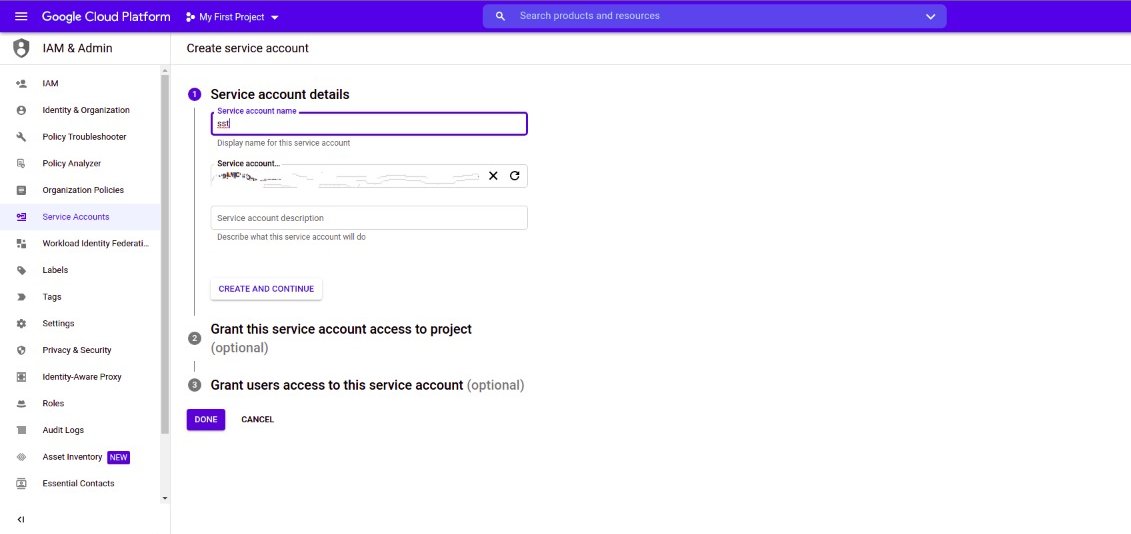 Google Cloud Platform
My First Project
Search products and resources
IAM & Admin
Create service account
IAM
Identity & Organization
Policy Troubleshooter
Policy Analyzer
Organization Policies
Service Accounts
Workload Identity Federati...
Labels
Tags
Settings
Privacy & Security
Identity-Aware Proxy
Roles
Audit Logs
Asset Inventory NEW
Essential Contacts
1 Service account details
Service account name
sst
Display name for this service account
Service account...
Service account description
Describe what this service account will do
CREATE AND CONTINUE
2 Grant this service account access to project
(optional)
3 Grant users access to this service account (optional)
DONE CANCEL